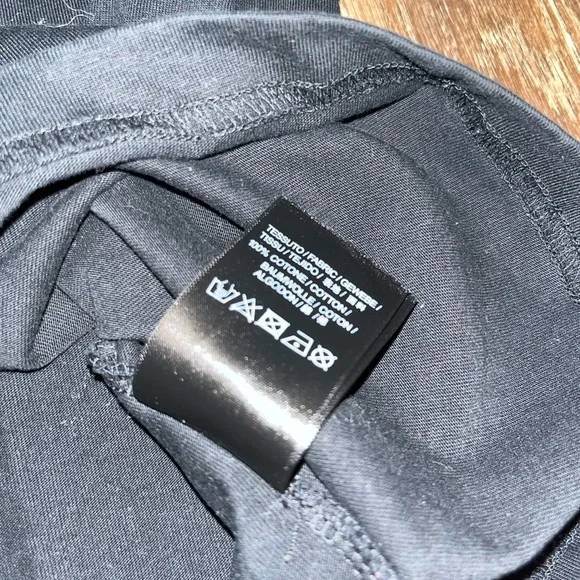 TESSUTO/FABRIC/GEWEBE/
TISSU/TEJIDO/
100% COTONE/COTTON/
BAUMWOLLE/COTON/
ALGODON/